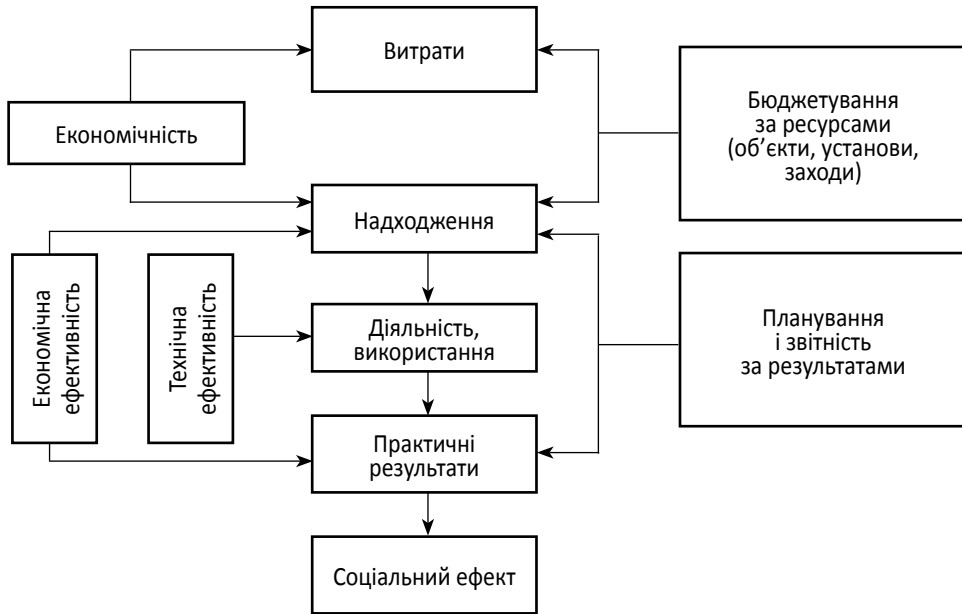 Витрати
Економічність
Бюджетування
за ресурсами
(об’єкти, установи,
заходи)
Надходження
Економічна
ефективність
Технічна
ефективність
Діяльність,
використання
Планування
і звітність
за результатами
Практичні
результати
Соціальний ефект